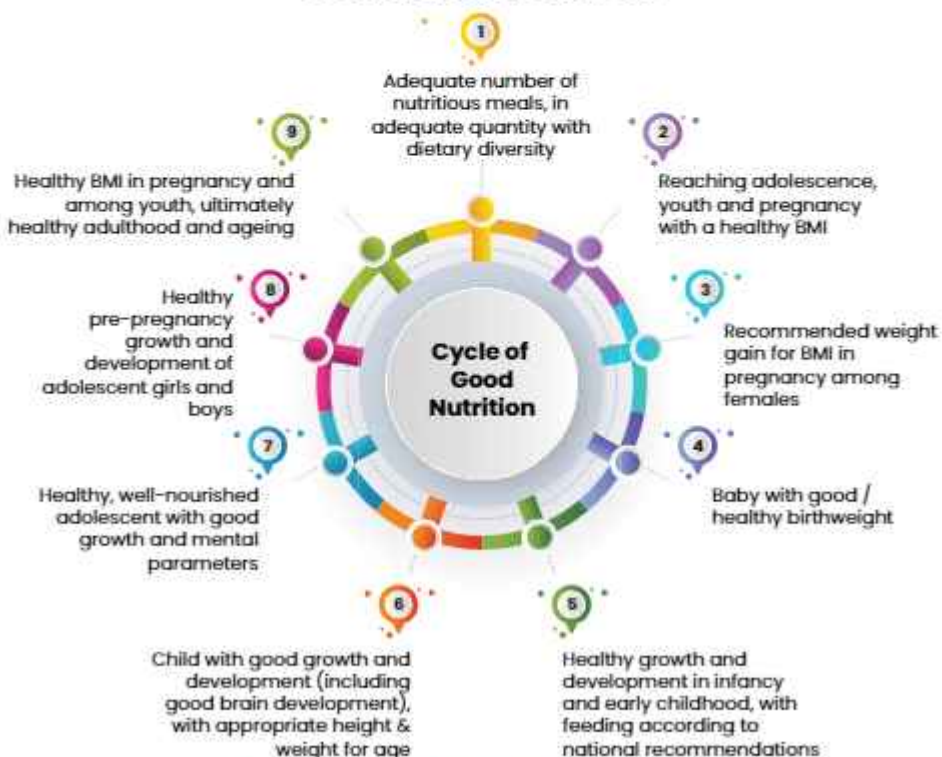 1
Adequate number of
nutritious meals, in
adequate quantity with
dietary diversity
2
Reaching adolescence,
youth and pregnancy
with a healthy BMI
3
Recommended weight
gain for BMI in
pregnancy among
females
4
Baby with good /
healthy birthweight
5
Healthy growth and
development in infancy
and early childhood, with
feeding according to
national recommendations
6
Child with good growth and
development (including
good brain development),
with appropriate height &
weight for age
7
Healthy, well-nourished
adolescent with good
growth and mental
parameters
8
Healthy
pre-pregnancy
growth and
development of
adolescent girls and
boys
9
Healthy BMI in pregnancy and
among youth, ultimately
healthy adulthood and ageing
Cycle of
Good
Nutrition